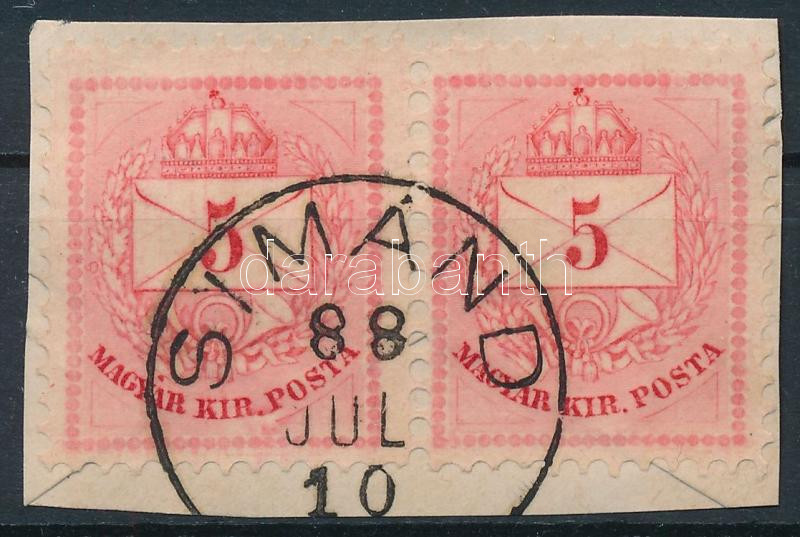 5 5
MAGYAR KIR. POSTA MAGYAR KIR. POSTA
SIMÁND
88
JUL
10
darabanth